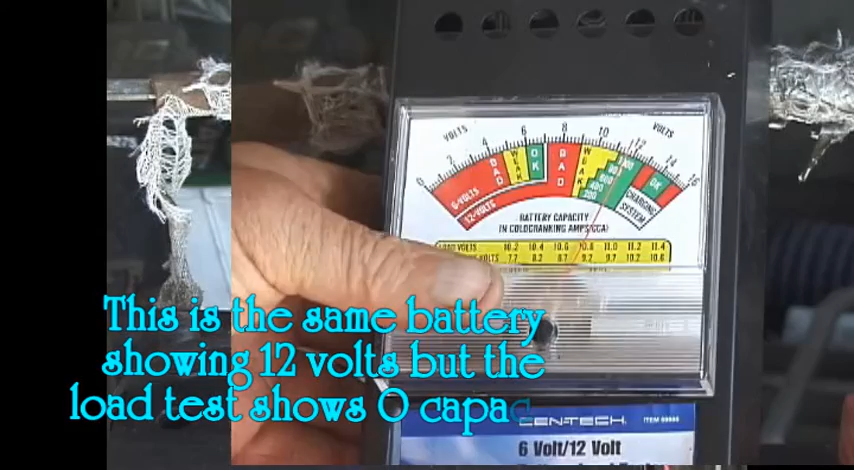 VOLTS VOLTS
0 2 4 6 8 10 12 14 16
BAD WEAK OK BAD WEAK OK
6-VOLTS
12-VOLTS
CHARGING
SYSTEM
BATTERY CAPACITY
IN COLDCRANKING AMPS (CCA)
LOAD VOLTS 10.2 10.4 10.6 10.8 11.0 11.2 11.4
VOLTS 7.7 8.2 8.7 9.2 9.7 10.2 10.6
This is the same battery
showing 12 volts but the
load test shows 0 capac
CEN-TECH
6 Volt/12 Volt